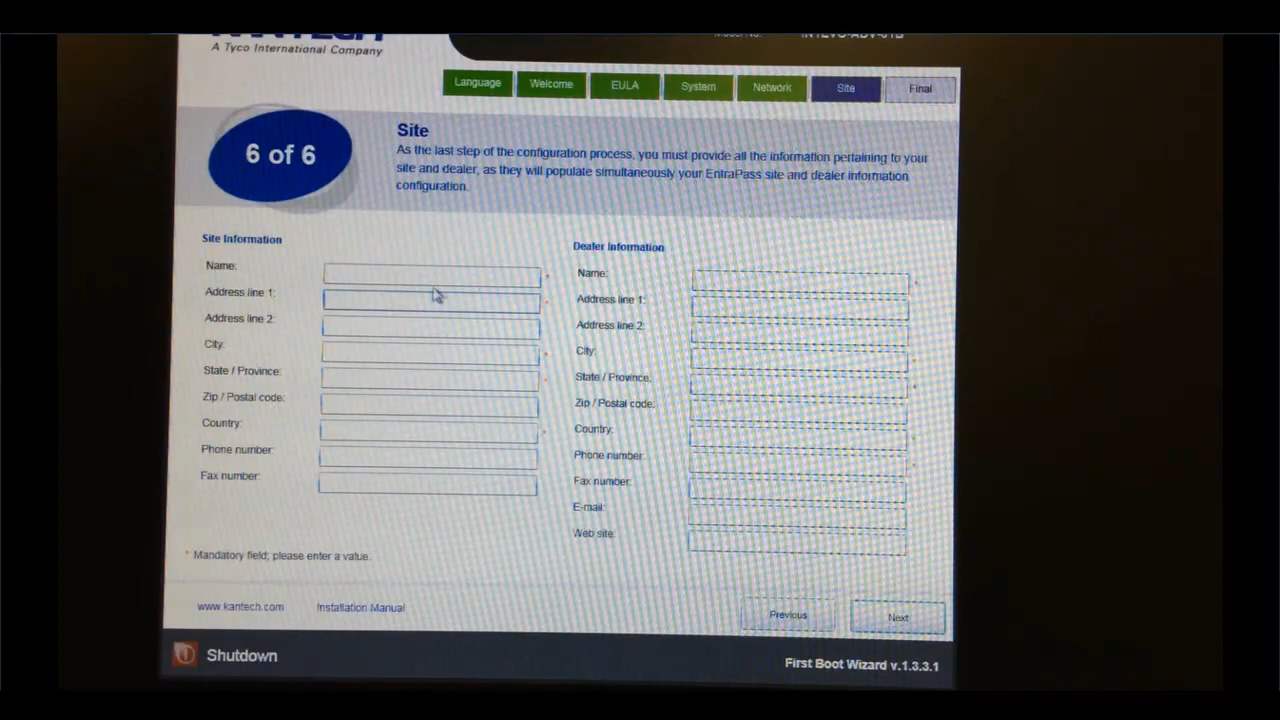 A Tyco International Company
Language
Welcome
EULA
System
Network
Site
Final
6 of 6
Site
As the last step of the configuration process, you must provide all the information pertaining to your
site and dealer, as they will populate simultaneously your EntraPass site and dealer information
configuration.
Site Information
Name: *
Address line 1: *
Address line 2:
City: *
State / Province: *
Zip / Postal code:
Country: *
Phone number:
Fax number:
Dealer Information
Name: *
Address line 1:
Address line 2:
City: *
State / Province: *
Zip / Postal code:
Country: *
Phone number: *
Fax number:
E-mail:
Web site:
* Mandatory field; please enter a value.
www.kantech.com Installation Manual
Previous
Next
Shutdown
First Boot Wizard v.1.3.3.1